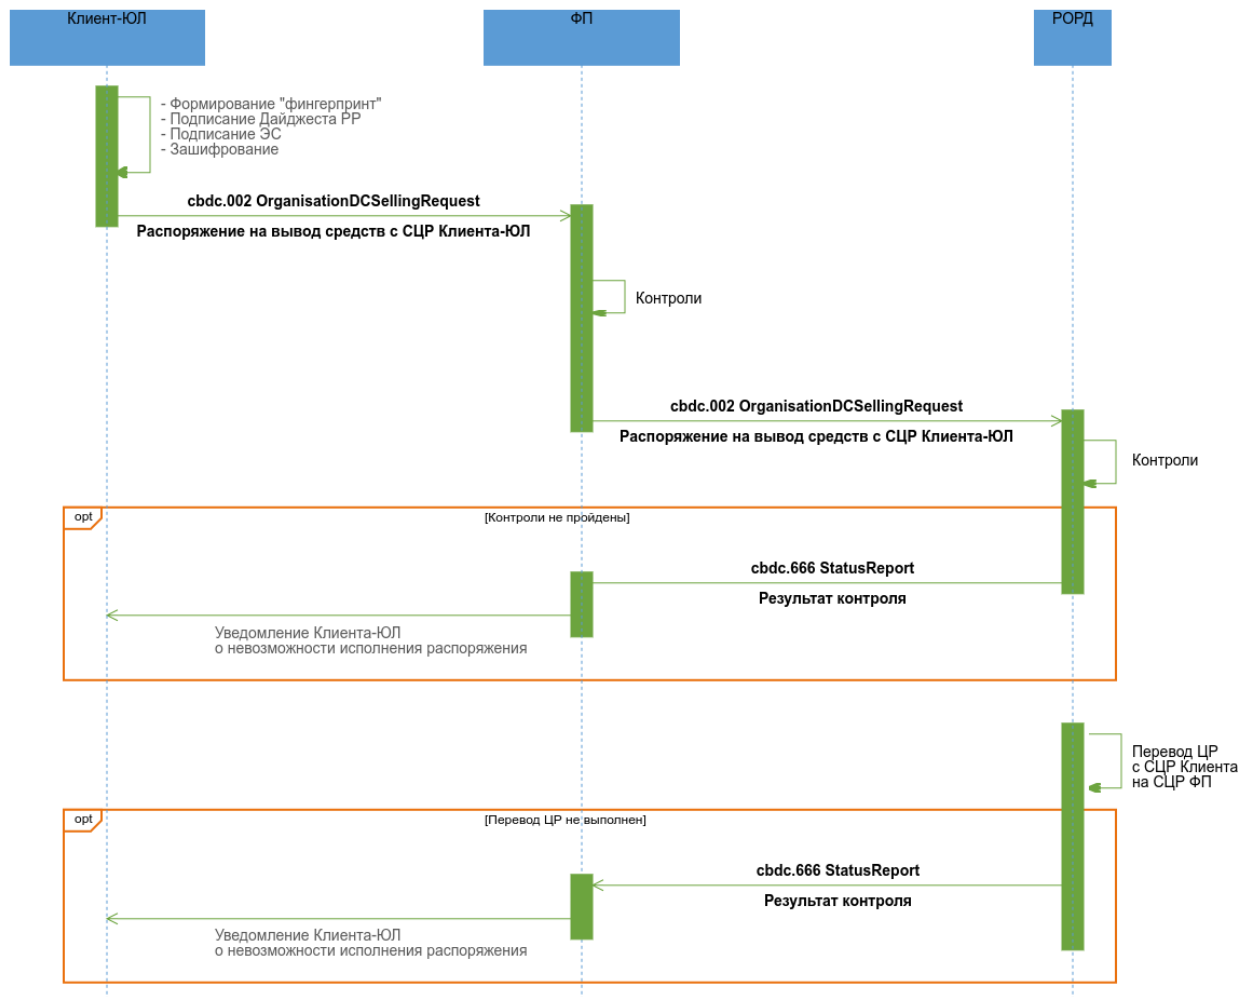 Клиент-ЮЛ
ФП
РОРД
- Формирование "фингерпринт"
- Подписание Дайджеста РР
- Подписание ЭС
- Зашифрование
cbdc.002 OrganisationDCSellingRequest
Распоряжение на вывод средств с СЦР Клиента-ЮЛ
Контроли
cbdc.002 OrganisationDCSellingRequest
Распоряжение на вывод средств с СЦР Клиента-ЮЛ
Контроли
opt
[Контроли не пройдены]
cbdc.666 StatusReport
Результат контроля
Уведомление Клиента-ЮЛ
о невозможности исполнения распоряжения
Перевод ЦР
с СЦР Клиента
на СЦР ФП
opt
[Перевод ЦР не выполнен]
cbdc.666 StatusReport
Результат контроля
Уведомление Клиента-ЮЛ
о невозможности исполнения распоряжения